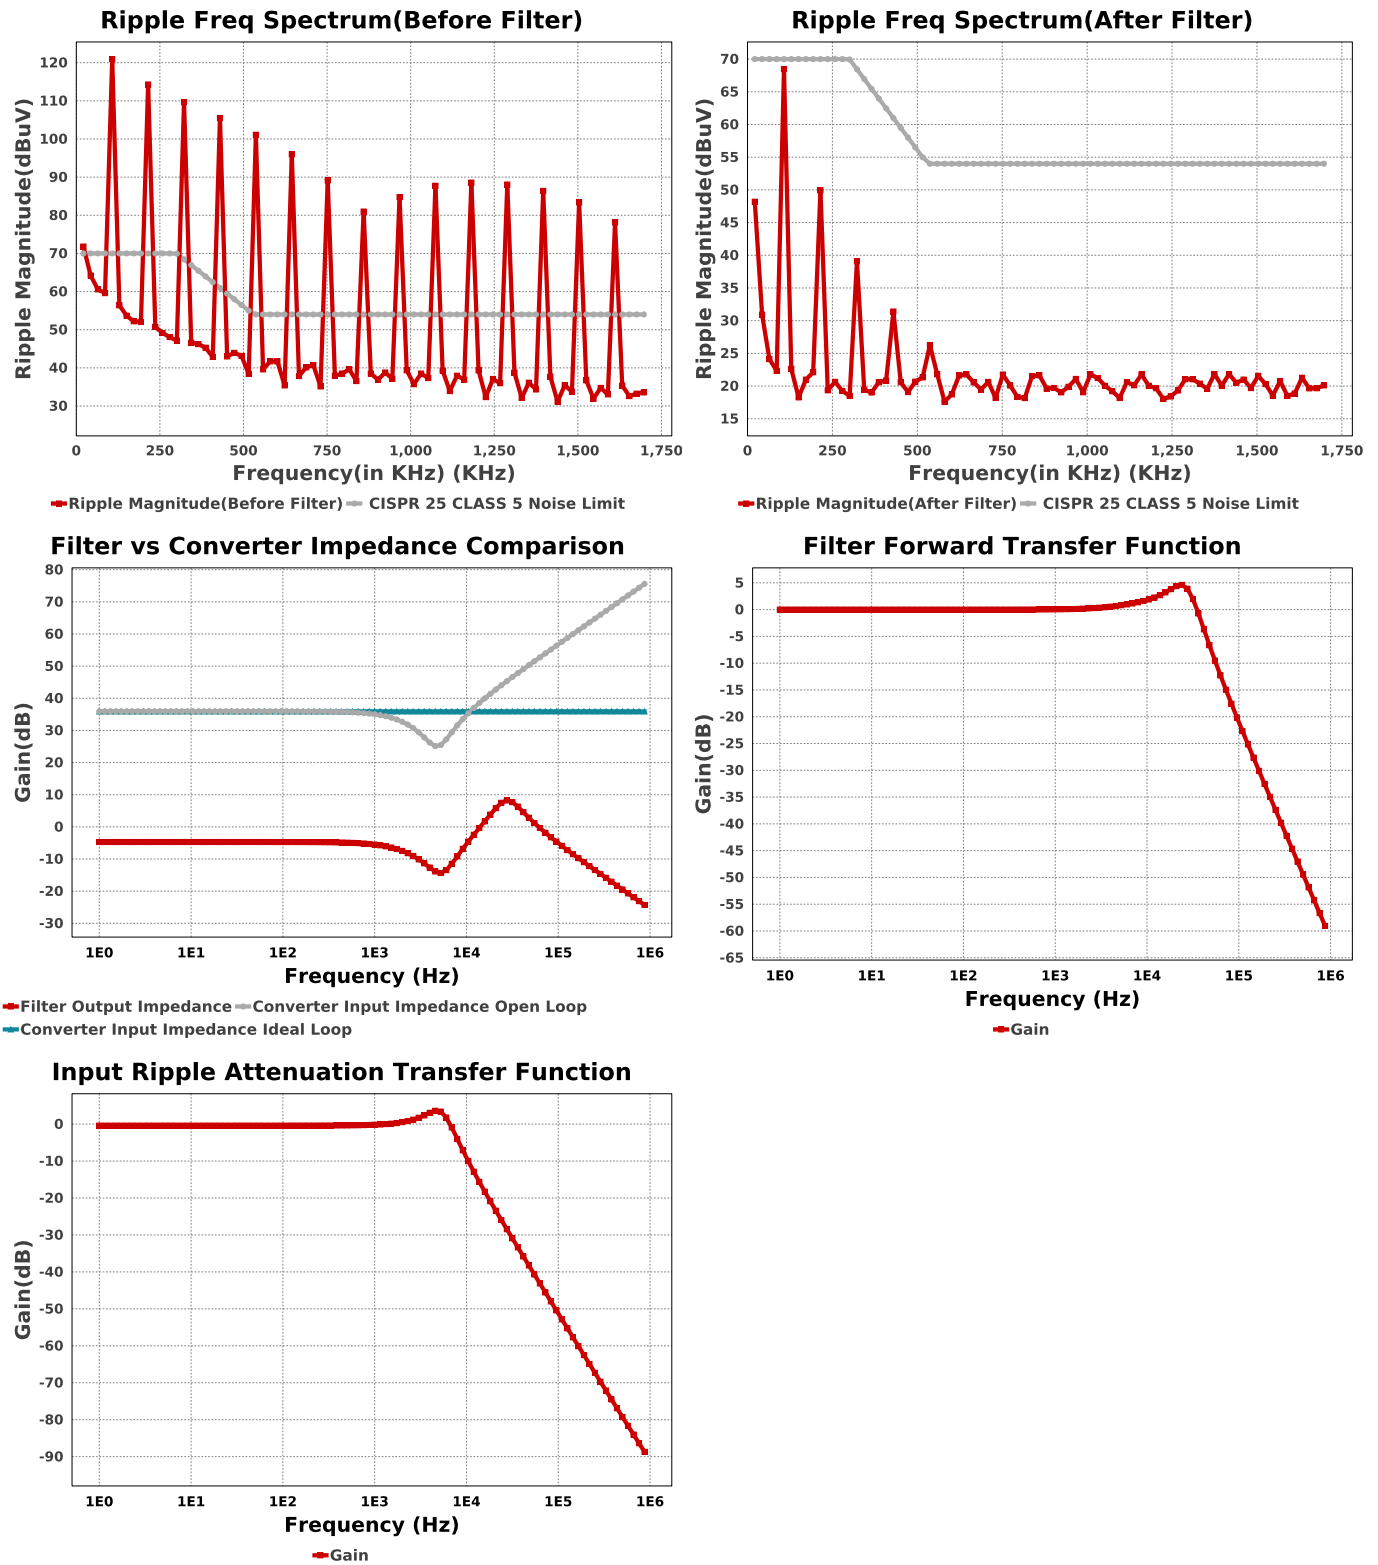 Ripple Freq Spectrum(Before Filter)
Ripple Magnitude(dBuV)
120
110
100
90
80
70
60
50
40
30
0 250 500 750 1,000 1,250 1,500 1,750
Frequency(in KHz) (KHz)
Ripple Magnitude(Before Filter) CISPR 25 CLASS 5 Noise Limit
Ripple Freq Spectrum(After Filter)
Ripple Magnitude(dBuV)
70
65
60
55
50
45
40
35
30
25
20
15
0 250 500 750 1,000 1,250 1,500 1,750
Frequency(in KHz) (KHz)
Ripple Magnitude(After Filter) CISPR 25 CLASS 5 Noise Limit
Filter vs Converter Impedance Comparison
Gain(dB)
80
70
60
50
40
30
20
10
0
-10
-20
-30
1E0 1E1 1E2 1E3 1E4 1E5 1E6
Frequency (Hz)
Filter Output Impedance Converter Input Impedance Open Loop
Converter Input Impedance Ideal Loop
Filter Forward Transfer Function
Gain(dB)
5
0
-5
-10
-15
-20
-25
-30
-35
-40
-45
-50
-55
-60
-65
1E0 1E1 1E2 1E3 1E4 1E5 1E6
Frequency (Hz)
Gain
Input Ripple Attenuation Transfer Function
Gain(dB)
0
-10
-20
-30
-40
-50
-60
-70
-80
-90
1E0 1E1 1E2 1E3 1E4 1E5 1E6
Frequency (Hz)
Gain